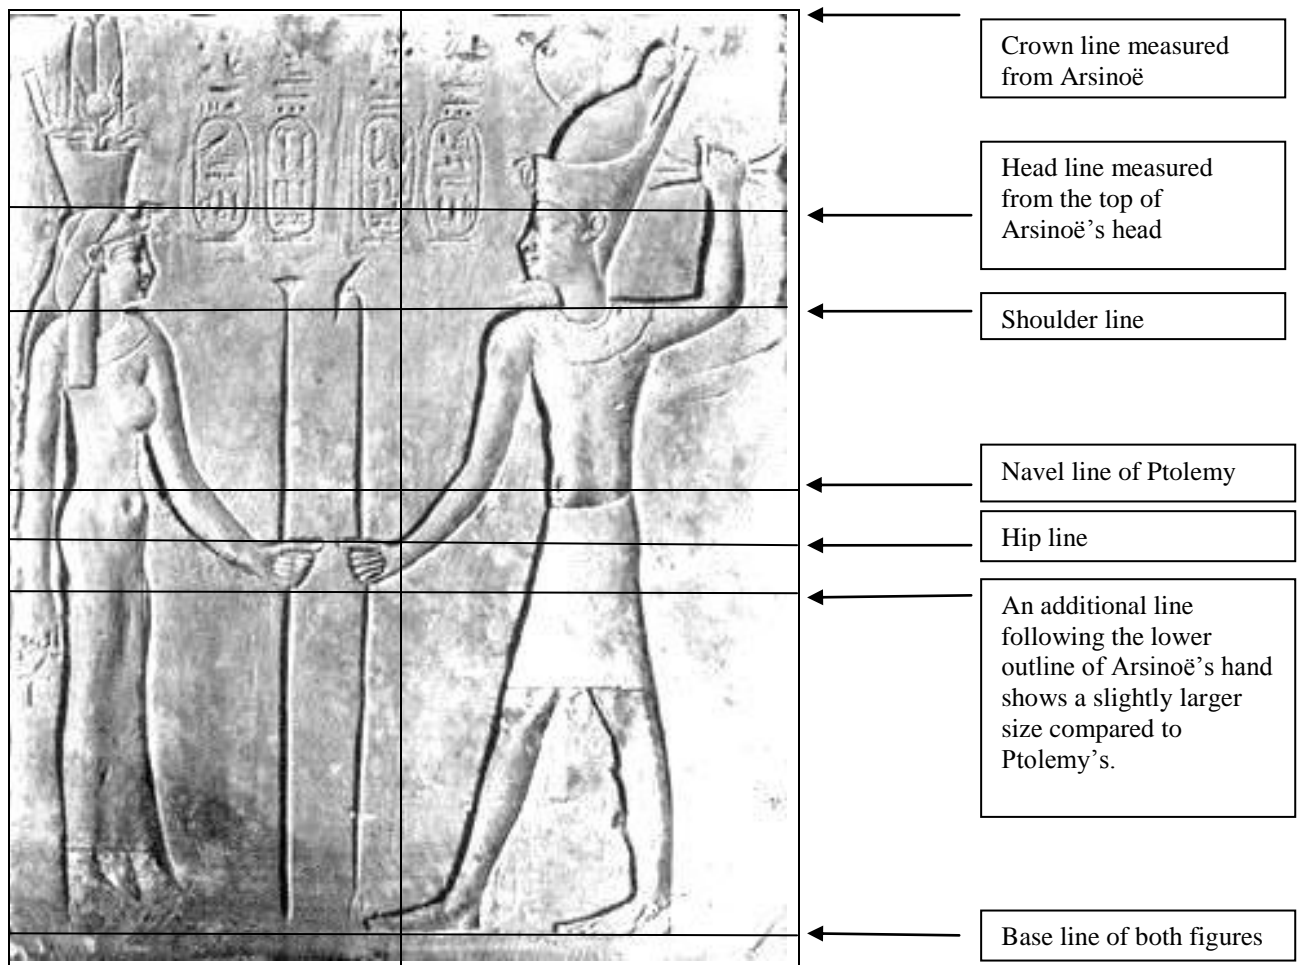 Crown line measured
from Arsinoë
Head line measured
from the top of
Arsinoë’s head
Shoulder line
Navel line of Ptolemy
Hip line
An additional line
following the lower
outline of Arsinoë’s hand
shows a slightly larger
size compared to
Ptolemy’s.
Base line of both figures